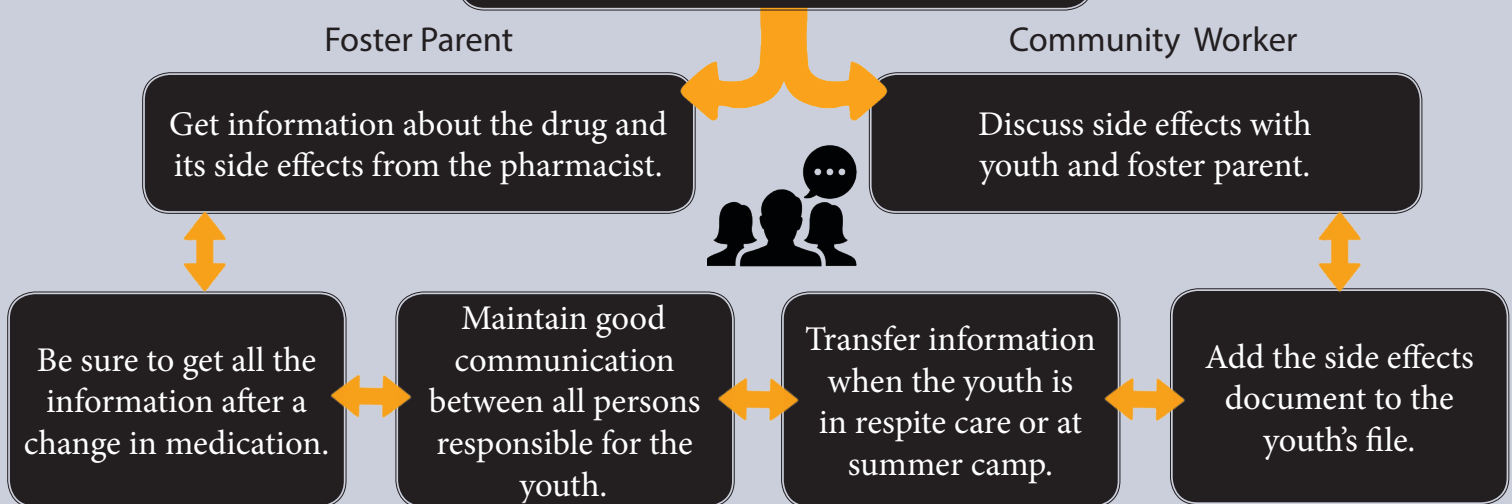 Foster Parent
Community Worker
Get information about the drug and
its side effects from the pharmacist.
Discuss side effects with
youth and foster parent.
Be sure to get all the
information after a
change in medication.
Maintain good
communication
between all persons
responsible for the
youth.
Transfer information
when the youth is
in respite care or at
summer camp.
Add the side effects
document to the
youth’s file.